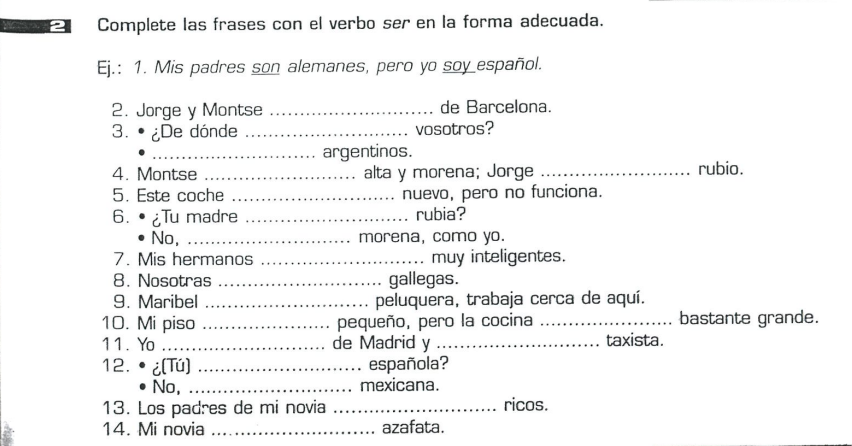 2 Complete las frases con el verbo ser en la forma adecuada.
Ej.: 1. Mis padres son alemanes, pero yo soy español.
2. Jorge y Montse ............................ de Barcelona.
3. • ¿De dónde ............................ vosotros?
• ............................ argentinos.
4. Montse .......................... alta y morena; Jorge .......................... rubio.
5. Este coche ............................ nuevo, pero no funciona.
6. • ¿Tu madre ............................ rubia?
• No, ............................ morena, como yo.
7. Mis hermanos ............................ muy inteligentes.
8. Nosotras ............................ gallegas.
9. Maribel ............................ peluquera, trabaja cerca de aquí.
10. Mi piso ...................... pequeño, pero la cocina ....................... bastante grande.
11. Yo ............................ de Madrid y ............................ taxista.
12. • ¿(Tú) ............................ española?
• No, ............................ mexicana.
13. Los padres de mi novia ............................ ricos.
14. Mi novia ............................ azafata.